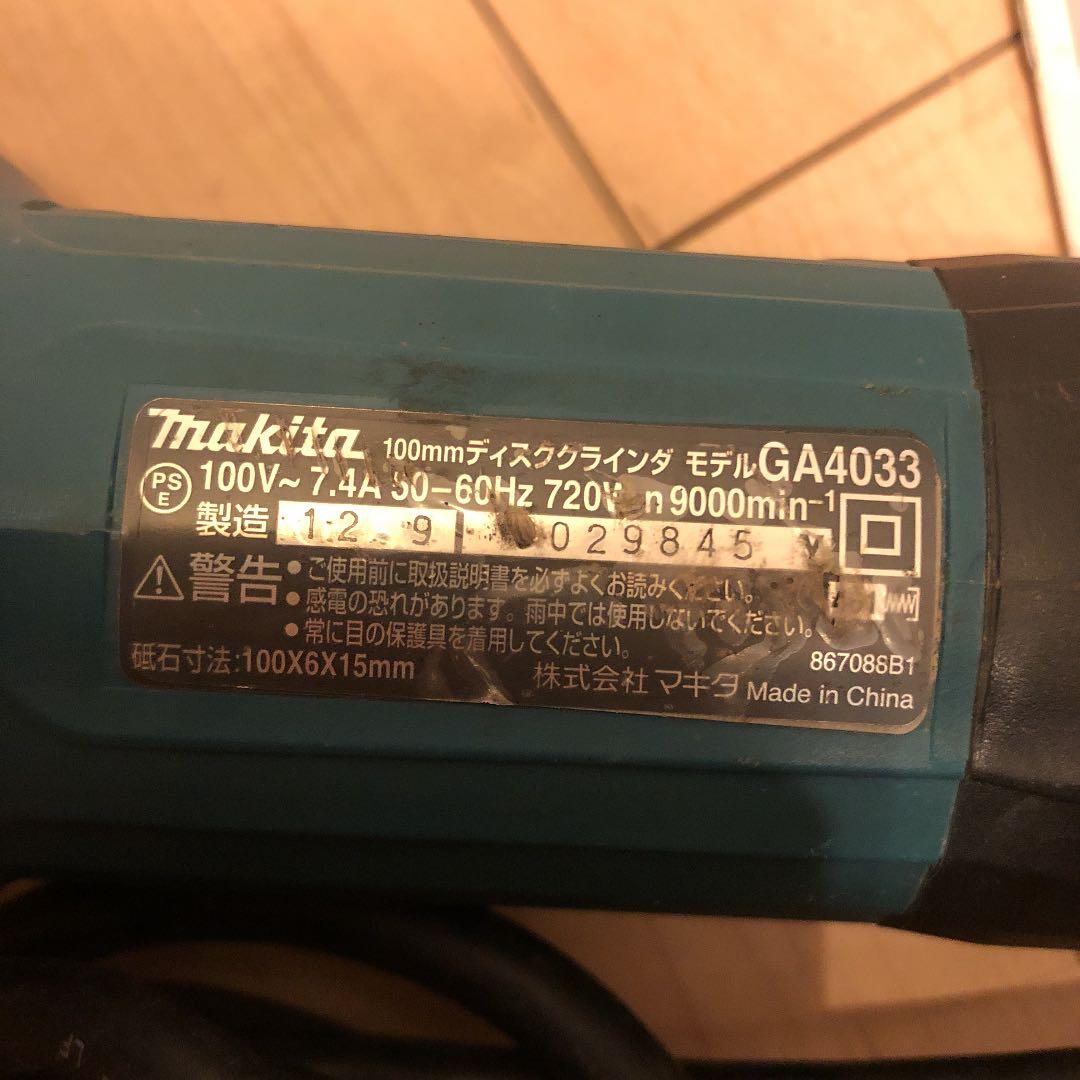 makita 100mmディスクグラインダ モデルGA4033
PS E 100V~ 7.4A 50-60Hz 720W n 9000min-1
製造 12 9 029845 Y
警告 • ご使用前に取扱説明書を必ずよくお読みください。
• 感電の恐れがあります。雨中では使用しないでください。
• 常に目の保護具を着用してください。
867088B1
砥石寸法:100X6X15mm 株式会社 マキタ Made in China